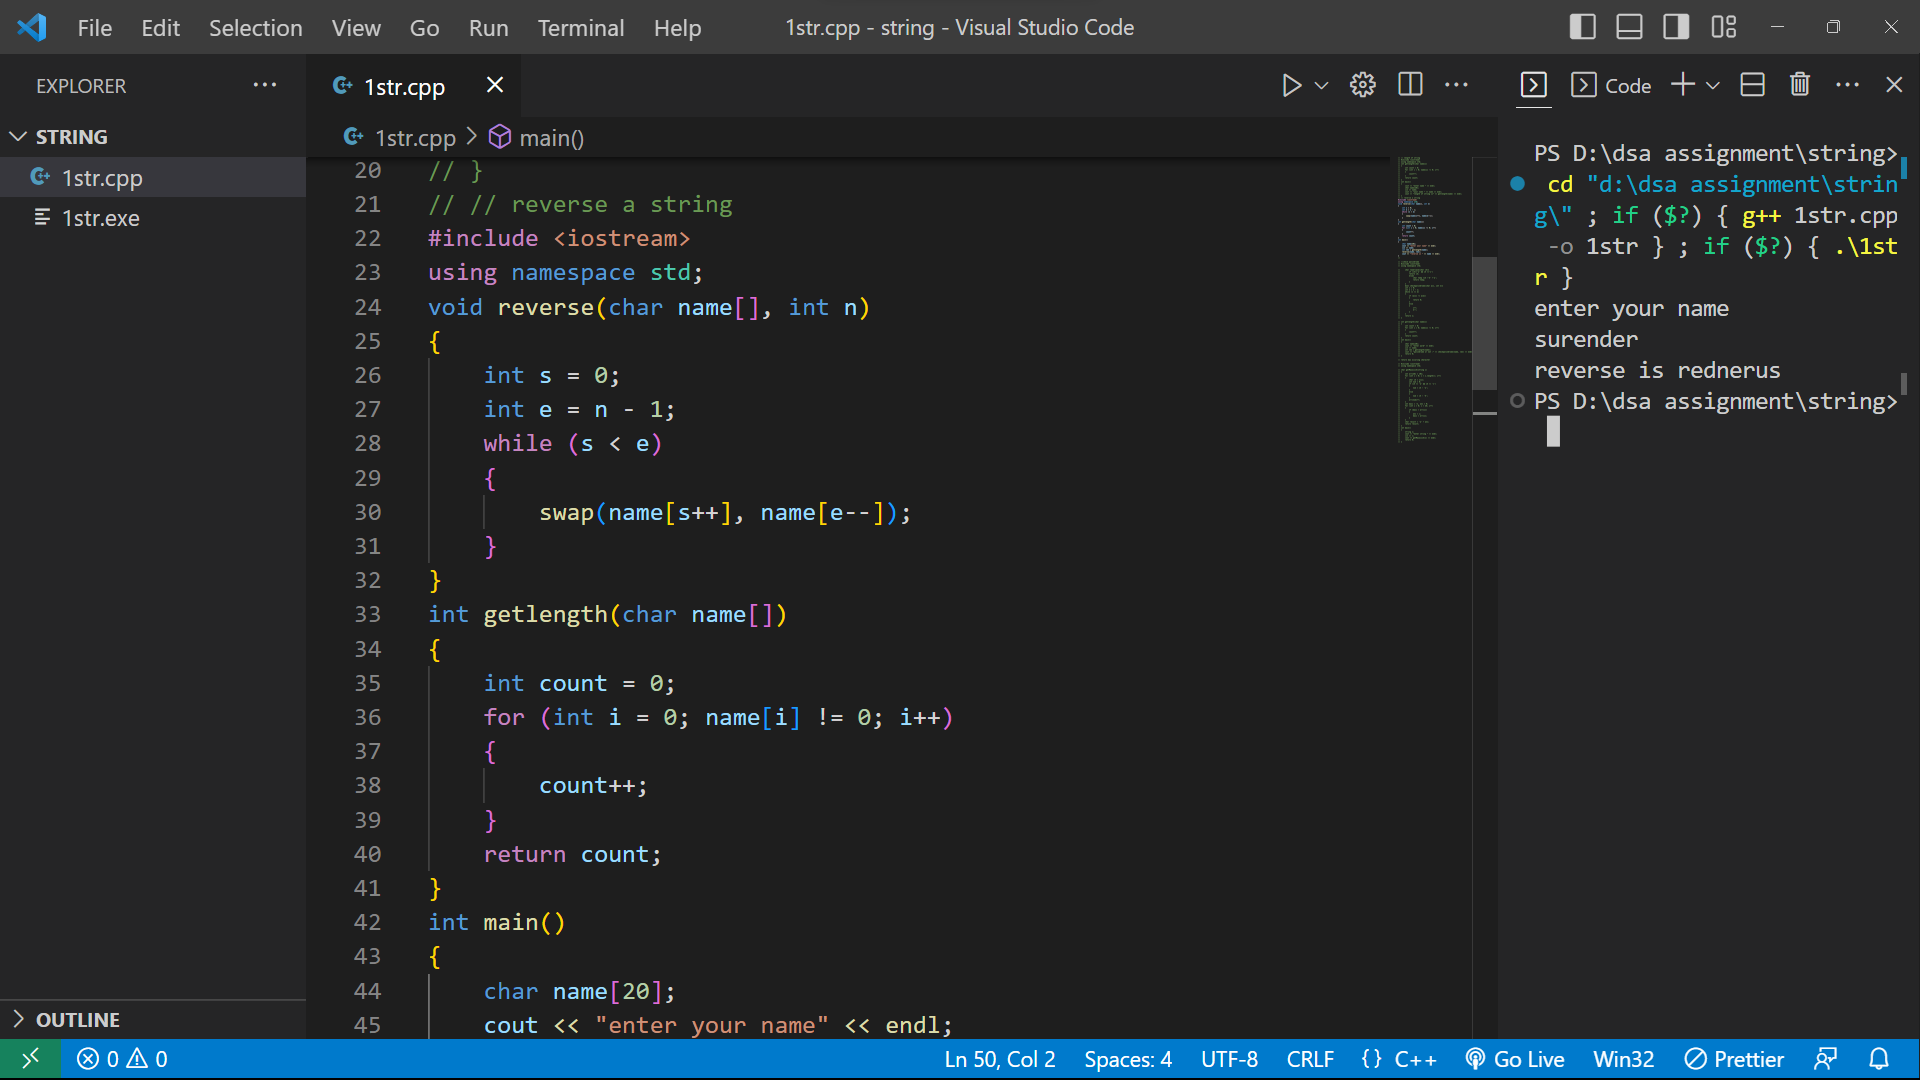 File Edit Selection View Go Run Terminal Help
1str.cpp - string - Visual Studio Code
EXPLORER
STRING
1str.cpp
1str.exe
OUTLINE
1str.cpp
1str.cpp > main()
20 // }
21 // // reverse a string
22 #include <iostream>
23 using namespace std;
24 void reverse(char name[], int n)
25 {
26 int s = 0;
27 int e = n - 1;
28 while (s < e)
29 {
30 swap(name[s++], name[e--]);
31 }
32 }
33 int getlength(char name[])
34 {
35 int count = 0;
36 for (int i = 0; name[i] != 0; i++)
37 {
38 count++;
39 }
40 return count;
41 }
42 int main()
43 {
44 char name[20];
45 cout << "enter your name" << endl;
Code
PS D:\dsa assignment\string>
cd "d:\dsa assignment\strin
g\" ; if ($?) { g++ 1str.cpp
-o 1str } ; if ($?) { .\1st
r }
enter your name
surender
reverse is rednerus
PS D:\dsa assignment\string>
0 0
Ln 50, Col 2 Spaces: 4 UTF-8 CRLF {} C++ Go Live Win32 Prettier